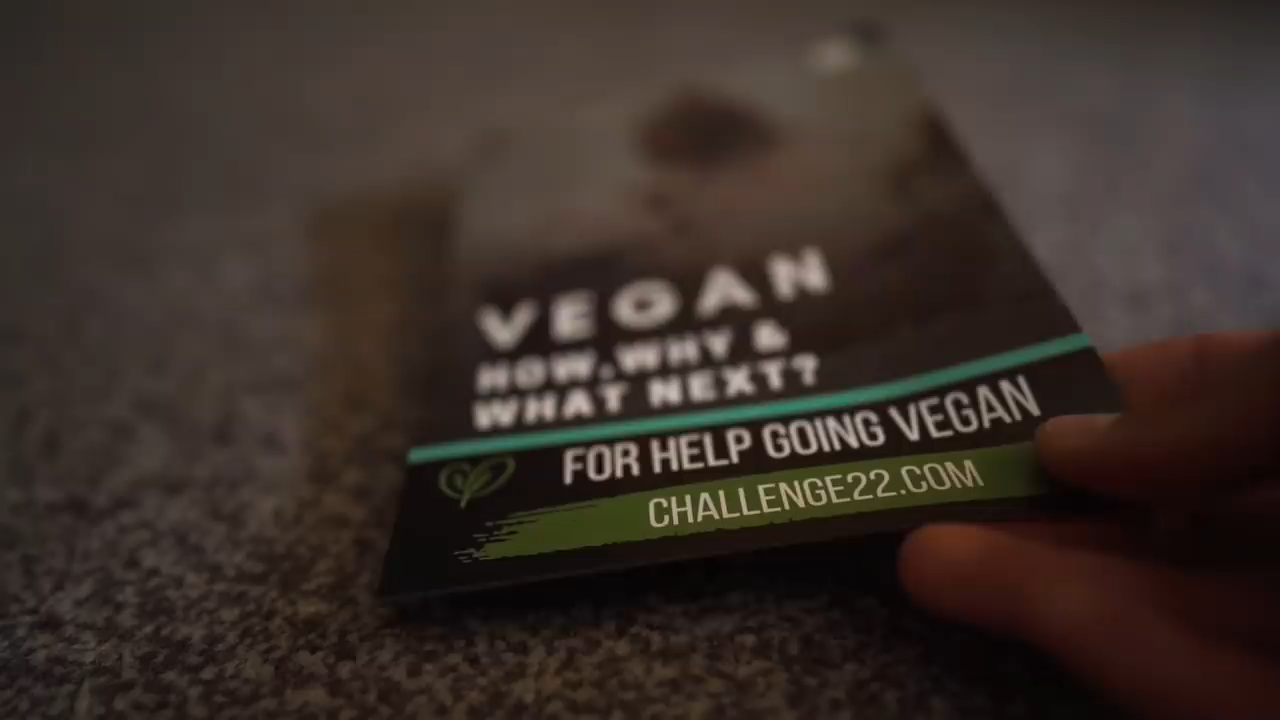 VEGAN
HOW,WHY &
WHAT NEXT?
FOR HELP GOING VEGAN
CHALLENGE22.COM